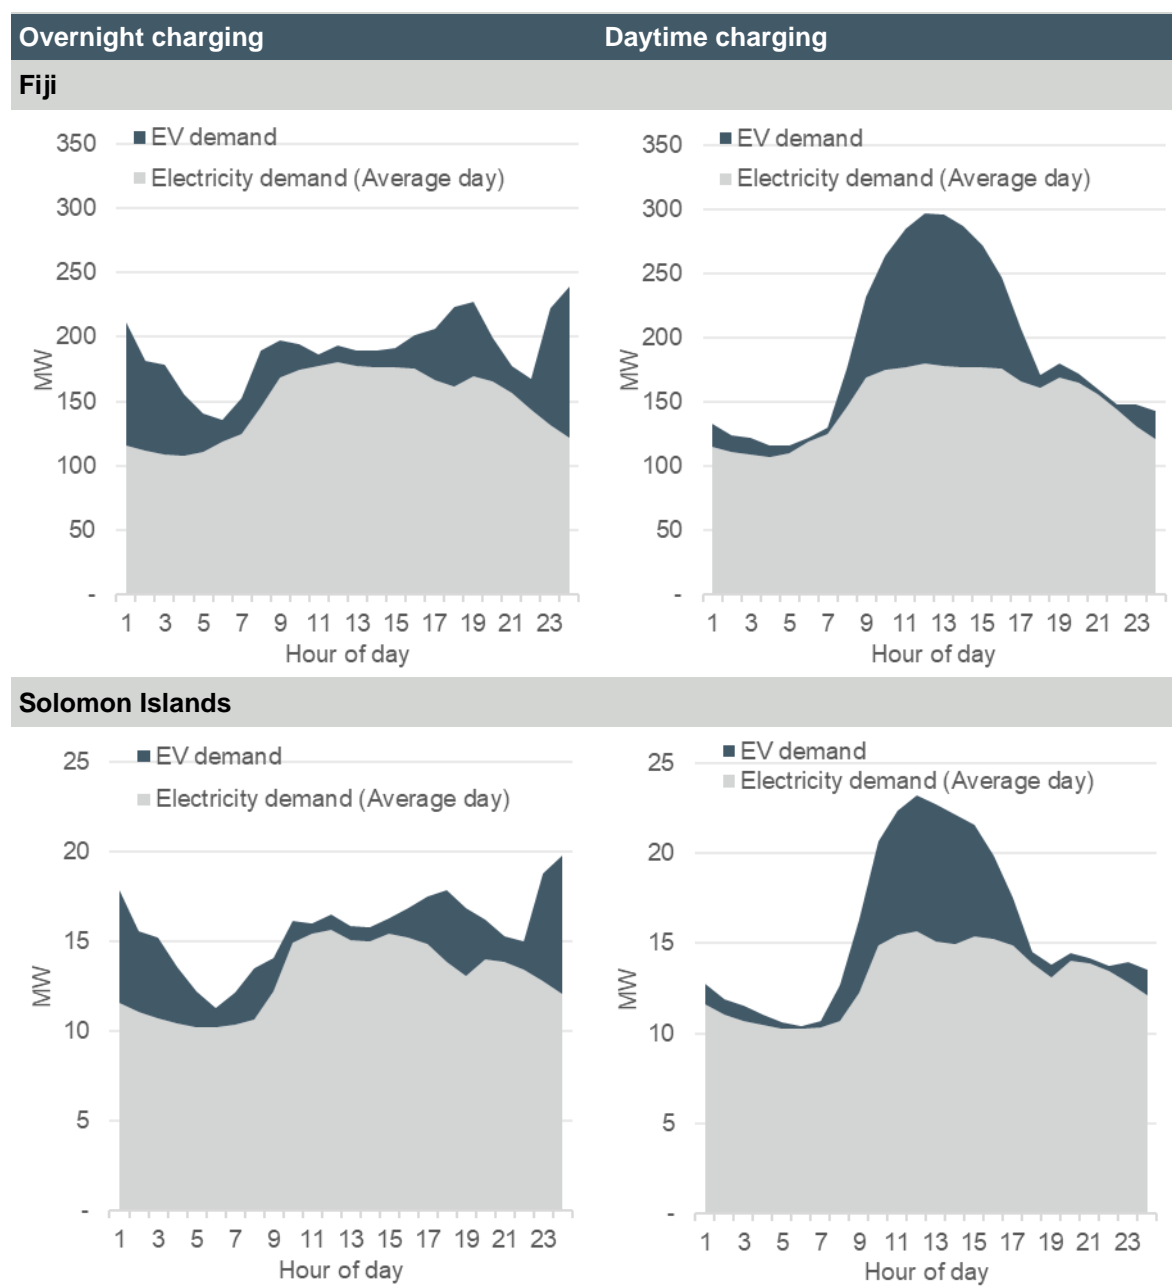 Overnight charging Daytime charging
Fiji
EV demand
Electricity demand (Average day)
350
300
250
200
150
100
50
-
MW
1 3 5 7 9 11 13 15 17 19 21 23
Hour of day
EV demand
Electricity demand (Average day)
350
300
250
200
150
100
50
-
MW
1 3 5 7 9 11 13 15 17 19 21 23
Hour of day
Solomon Islands
EV demand
Electricity demand (Average day)
25
20
15
10
5
-
MW
1 3 5 7 9 11 13 15 17 19 21 23
Hour of day
EV demand
Electricity demand (Average day)
25
20
15
10
5
-
MW
1 3 5 7 9 11 13 15 17 19 21 23
Hour of day